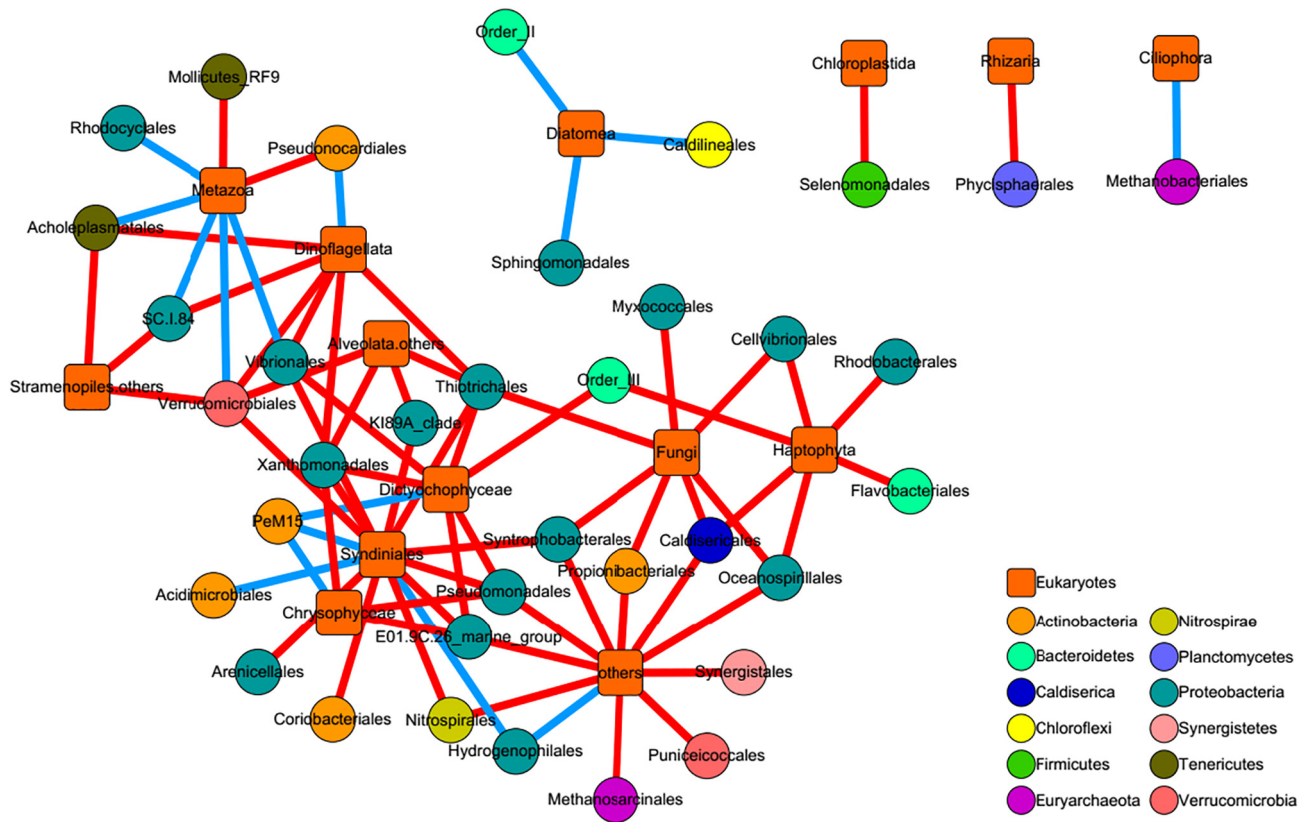 Order_II
Chloroplastida
Rhizaria
Ciliophora
Mollicutes_RF9
Rhodocyclales
Pseudonocardiales
Diatomea
Caldilineales
Metazoa
Selenomonadales
Phycisphaerales
Methanobacteriales
Acholeplasmatales
Dinoflagellata
Sphingomonadales
Myxococcales
SC.I.84
Alveolata.others
Cellvibrionales
Vibrionales
Rhodobacterales
Stramenopiles.others
Thiotrichales
Order_III
Verrucomicrobiales
KI89A_clade
Fungi
Haptophyta
Xanthomonadales
Dictyochophyceae
Flavobacteriales
PeM15
Syndiniales
Syntrophobacterales
Caldisericales
Propionibacteriales
Oceanospirillales
Acidimicrobiales
Pseudomonadales
Chrysophyceae
E01.9C.26_marine_group
Arenicellales
others
Synergistales
Coriobacteriales
Nitrospirales
Hydrogenophilales
Puniceicoccales
Methanosarcinales
Eukaryotes
Actinobacteria
Nitrospirae
Bacteroidetes
Planctomycetes
Caldiserica
Proteobacteria
Chloroflexi
Synergistetes
Firmicutes
Tenericutes
Euryarchaeota
Verrucomicrobia